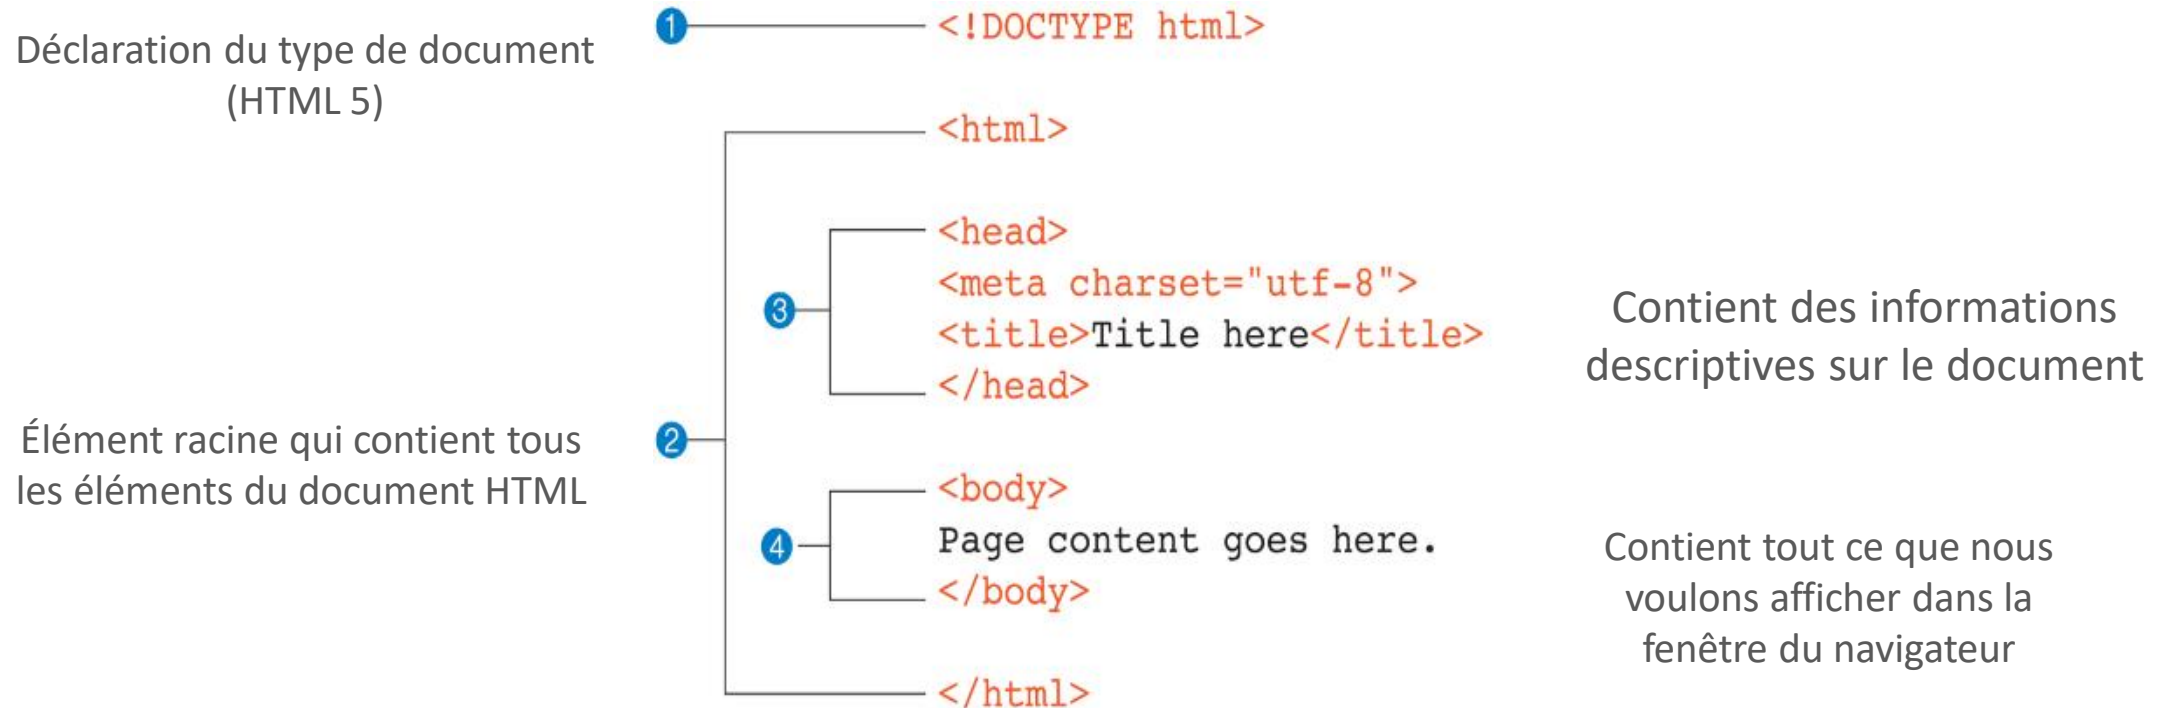 Déclaration du type de document
(HTML 5)
1
<!DOCTYPE html>
<html>
<head>
<meta charset="utf-8">
3
<title>Title here</title>
</head>
Contient des informations
descriptives sur le document
Élément racine qui contient tous
les éléments du document HTML
2
<body>
4
Page content goes here.
</body>
Contient tout ce que nous
voulons afficher dans la
fenêtre du navigateur
</html>